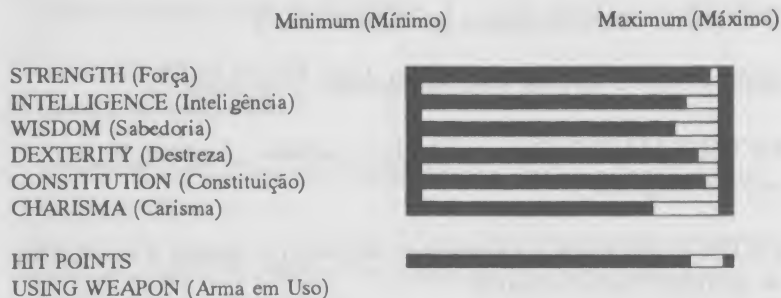 Minimum (Mínimo) Maximum (Máximo)
STRENGTH (Força)
INTELLIGENCE (Inteligência)
WISDOM (Sabedoria)
DEXTERITY (Destreza)
CONSTITUTION (Constituição)
CHARISMA (Carisma)
HIT POINTS
USING WEAPON (Arma em Uso)